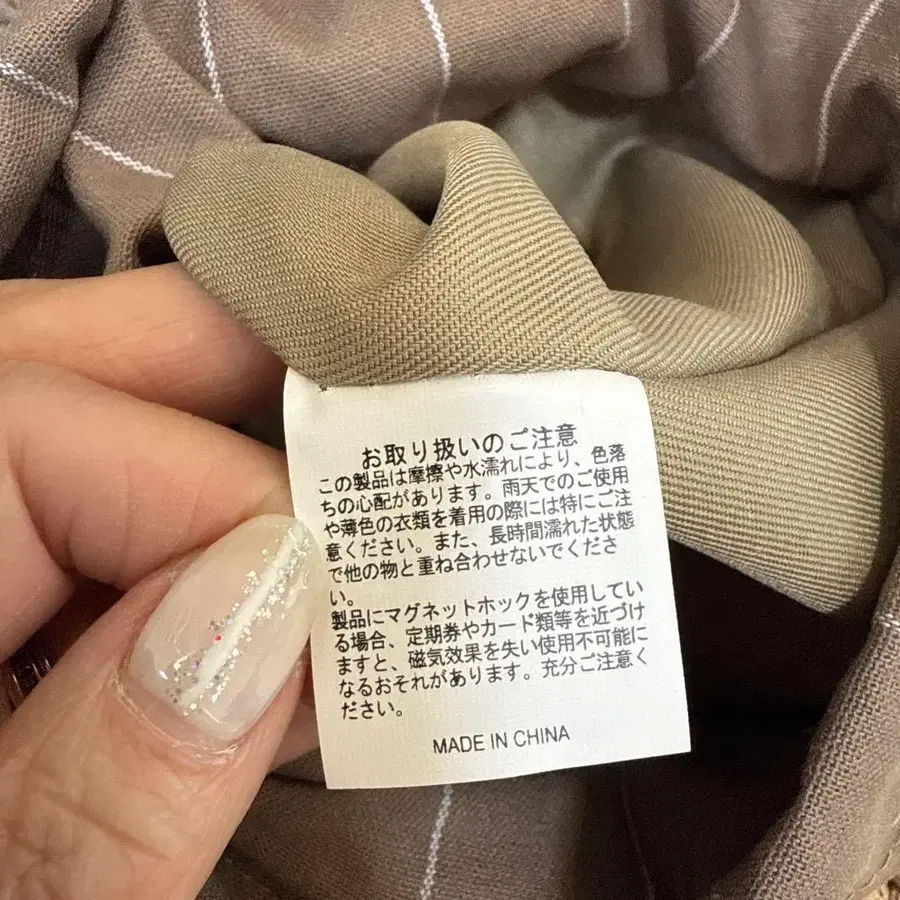 お取り扱いのご注意
この製品は摩擦や水濡れにより、色落
ちの心配があります。雨天でのご使用
や薄色の衣類を着用の際には特にご注
意ください。また、長時間濡れた状態
で他の物と重ね合わせないでくださ
い。
製品にマグネットホックを使用してい
る場合、定期券やカード類等を近づけ
ますと、磁気効果を失い使用不可能に
なるおそれがあります。充分ご注意く
ださい。
MADE IN CHINA